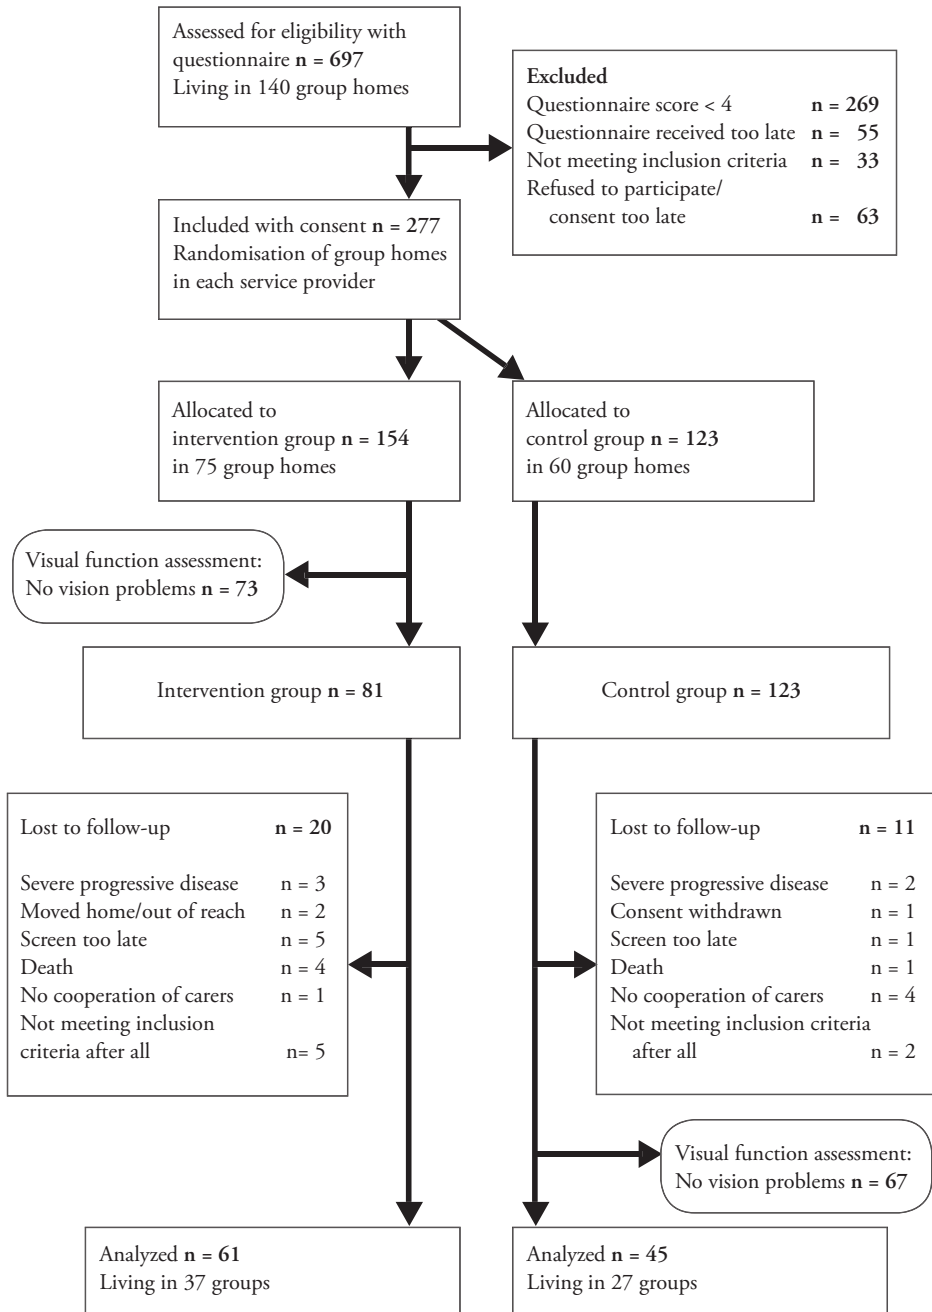 Assessed for eligibility with
questionnaire n = 697
Living in 140 group homes
Excluded
Questionnaire score < 4 n = 269
Questionnaire received too late n = 55
Not meeting inclusion criteria n = 33
Refused to participate/
consent too late n = 63
Included with consent n = 277
Randomisation of group homes
in each service provider
Allocated to
intervention group n = 154
in 75 group homes
Allocated to
control group n = 123
in 60 group homes
Visual function assessment:
No vision problems n = 73
Intervention group n = 81
Control group n = 123
Lost to follow-up n = 20
Severe progressive disease n = 3
Moved home/out of reach n = 2
Screen too late n = 5
Death n = 4
No cooperation of carers n = 1
Not meeting inclusion
criteria after all n= 5
Lost to follow-up n = 11
Severe progressive disease n = 2
Consent withdrawn n = 1
Screen too late n = 1
Death n = 1
No cooperation of carers n = 4
Not meeting inclusion criteria
after all n = 2
Visual function assessment:
No vision problems n = 67
Analyzed n = 61
Living in 37 groups
Analyzed n = 45
Living in 27 groups